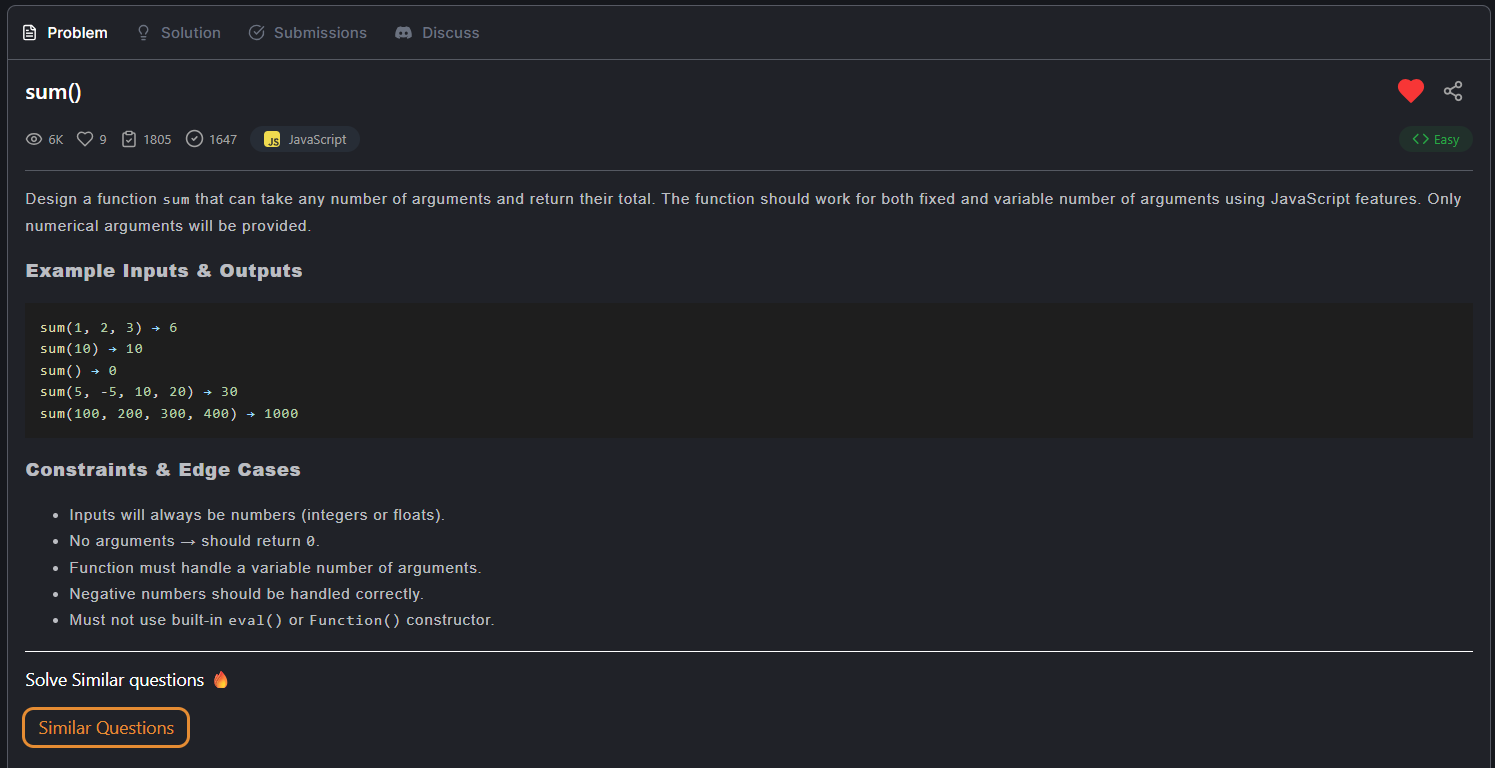 Problem Solution Submissions Discuss
sum()
6K 9 1805 1647 JS JavaScript Easy
Design a function sum that can take any number of arguments and return their total. The function should work for both fixed and variable number of arguments using JavaScript features. Only
numerical arguments will be provided.
Example Inputs & Outputs
sum(1, 2, 3) → 6
sum(10) → 10
sum() → 0
sum(5, -5, 10, 20) → 30
sum(100, 200, 300, 400) → 1000
Constraints & Edge Cases
• Inputs will always be numbers (integers or floats).
• No arguments → should return 0.
• Function must handle a variable number of arguments.
• Negative numbers should be handled correctly.
• Must not use built-in eval() or Function() constructor.
Solve Similar questions 🔥
Similar Questions